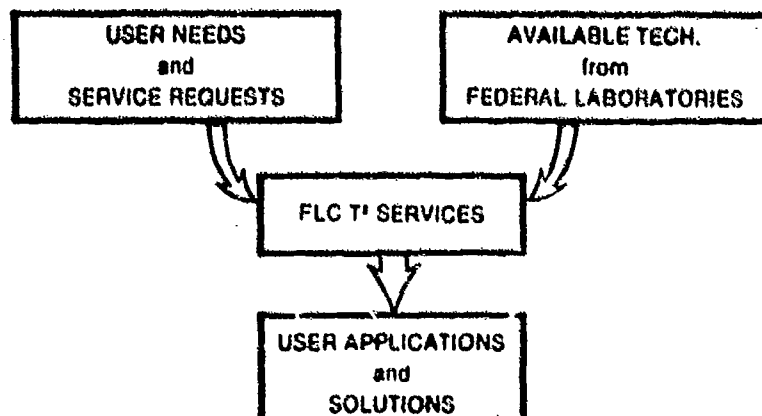 USER NEEDS
and
SERVICE REQUESTS
AVAILABLE TECH.
from
FEDERAL LABORATORIES
FLC T² SERVICES
USER APPLICATIONS
and
SOLUTIONS